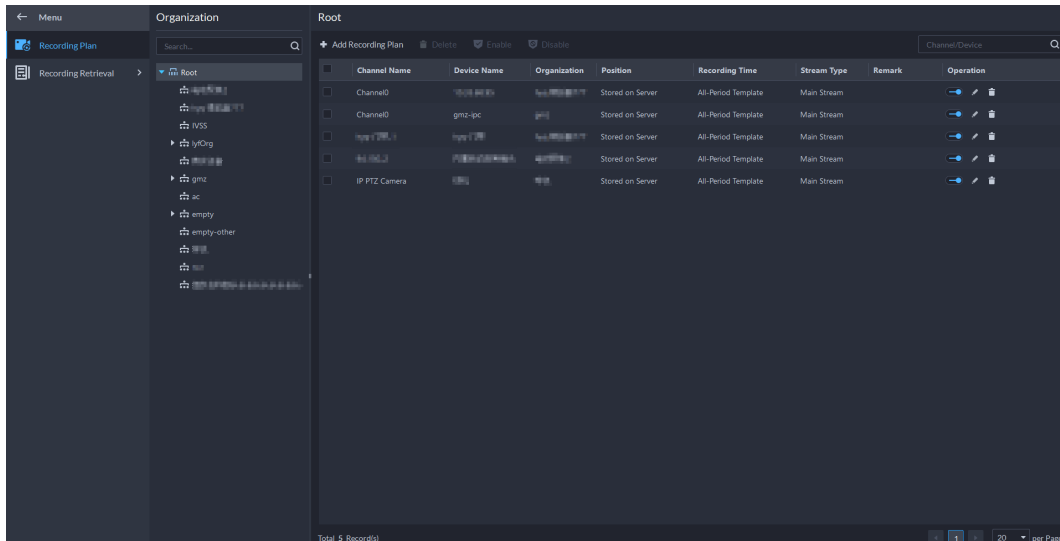 Menu
Recording Plan
Recording Retrieval
Organization
Search...
Root
IVSS
lyfOrg
gmz
ac
empty
empty-other
Root
Add Recording Plan Delete Enable Disable
Channel/Device
Channel Name Device Name Organization Position Recording Time Stream Type Remark Operation
Channel0 Stored on Server All-Period Template Main Stream
Channel0 gmz-ipc Stored on Server All-Period Template Main Stream
Stored on Server All-Period Template Main Stream
Stored on Server All-Period Template Main Stream
IP PTZ Camera Stored on Server All-Period Template Main Stream
Total 5 Record(s)
1 20 per Page